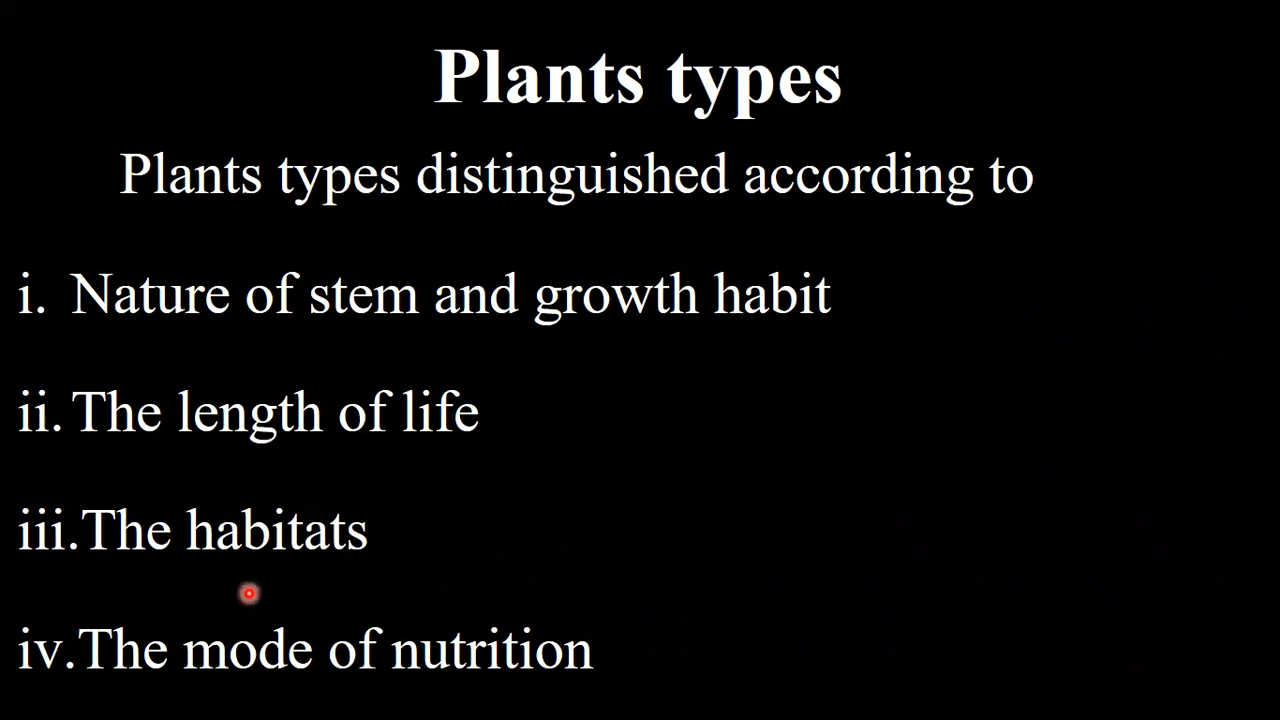 Plants types
Plants types distinguished according to
i. Nature of stem and growth habit
ii. The length of life
iii.The habitats
iv.The mode of nutrition